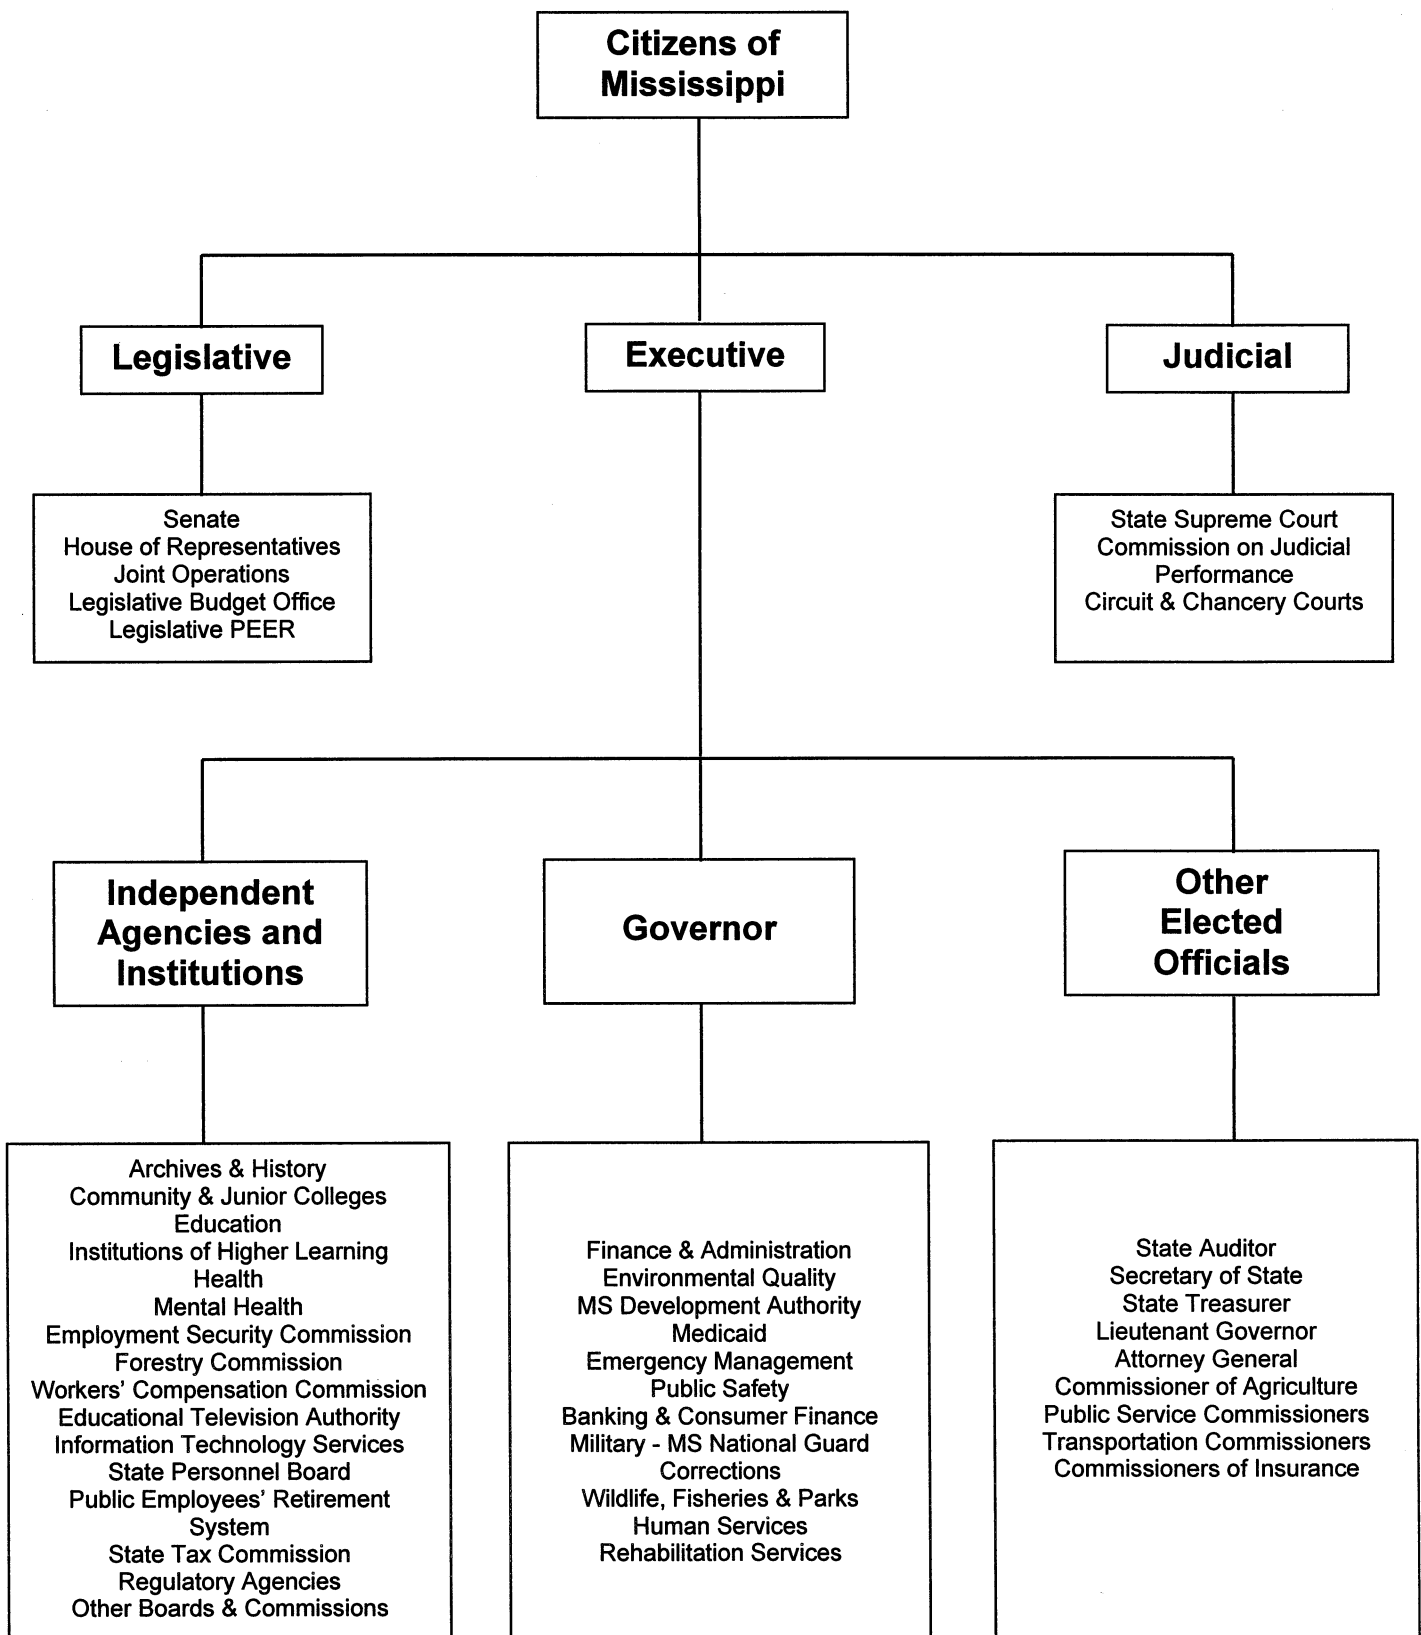 Citizens of
Mississippi
Legislative
Executive
Judicial
Senate
House of Representatives
Joint Operations
Legislative Budget Office
Legislative PEER
State Supreme Court
Commission on Judicial
Performance
Circuit & Chancery Courts
Independent
Agencies and
Institutions
Governor
Other
Elected
Officials
Archives & History
Community & Junior Colleges
Education
Institutions of Higher Learning
Health
Mental Health
Employment Security Commission
Forestry Commission
Workers' Compensation Commission
Educational Television Authority
Information Technology Services
State Personnel Board
Public Employees' Retirement
System
State Tax Commission
Regulatory Agencies
Other Boards & Commissions
Finance & Administration
Environmental Quality
MS Development Authority
Medicaid
Emergency Management
Public Safety
Banking & Consumer Finance
Military - MS National Guard
Corrections
Wildlife, Fisheries & Parks
Human Services
Rehabilitation Services
State Auditor
Secretary of State
State Treasurer
Lieutenant Governor
Attorney General
Commissioner of Agriculture
Public Service Commissioners
Transportation Commissioners
Commissioners of Insurance